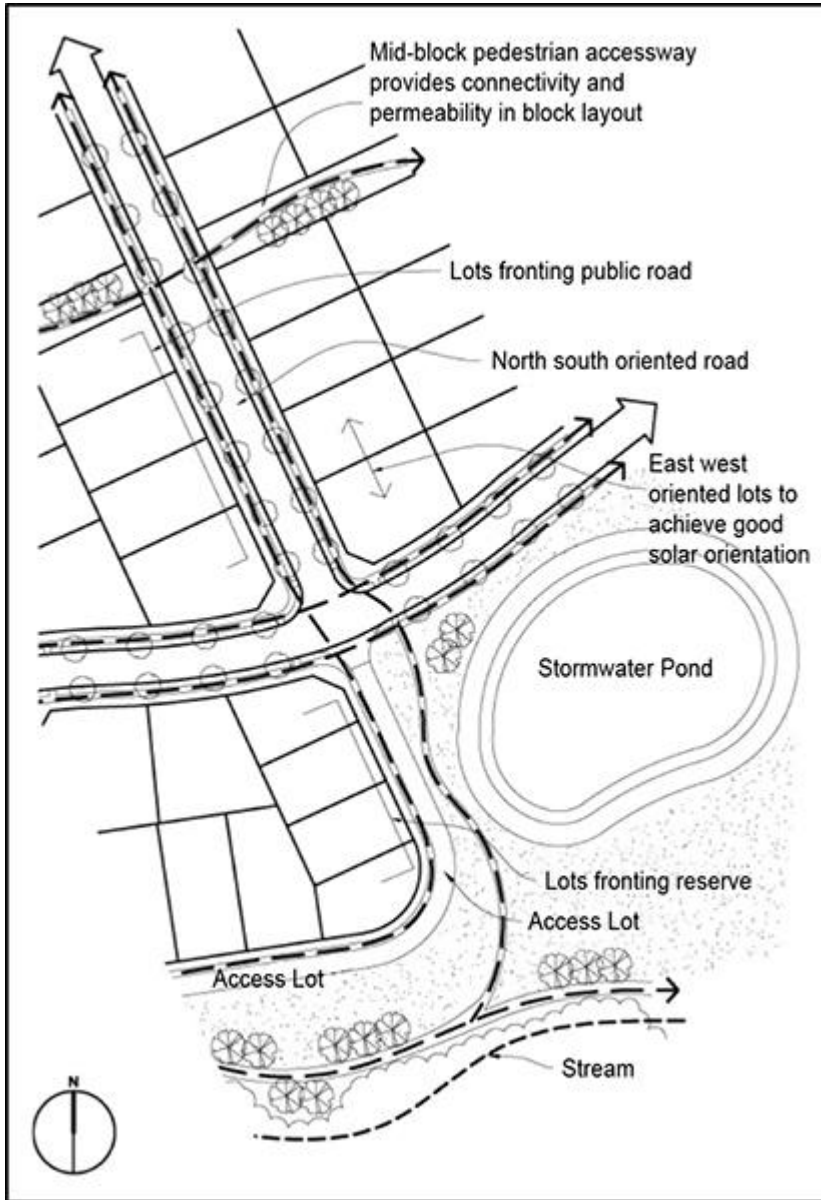 Mid-block pedestrian accessway
provides connectivity and
permeability in block layout
Lots fronting public road
North south oriented road
East west
oriented lots to
achieve good
solar orientation
Stormwater Pond
Lots fronting reserve
Access Lot
Access Lot
Stream
N